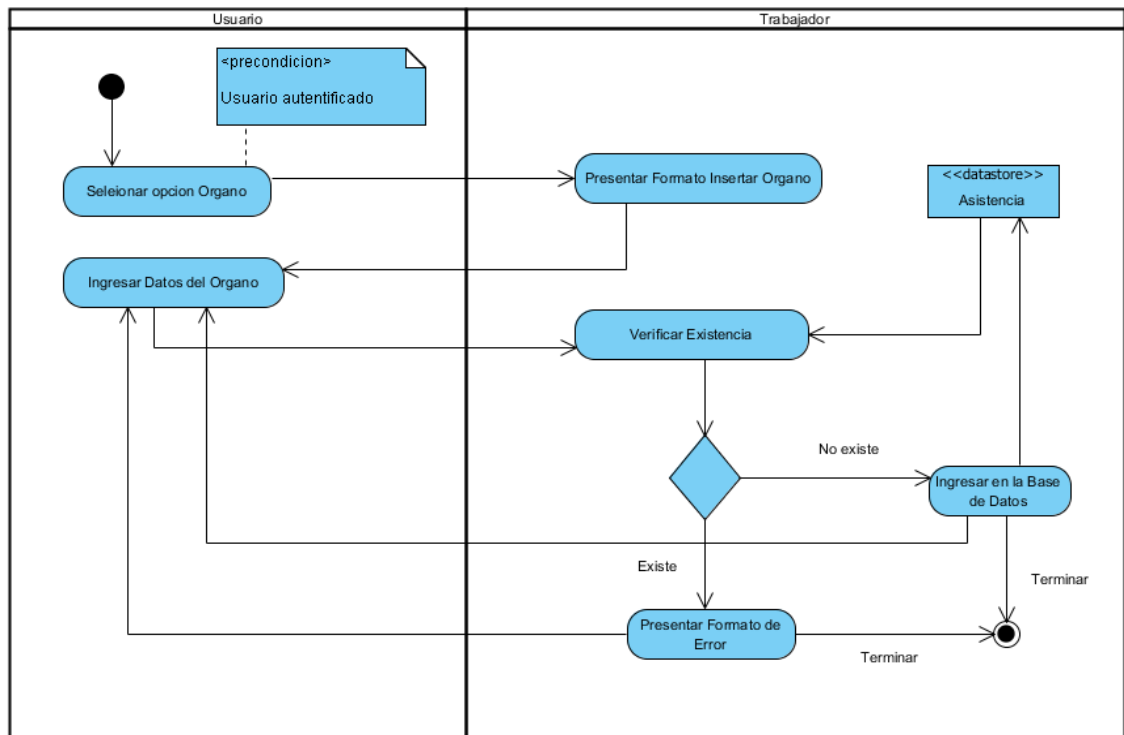 Usuario
Trabajador
<precondicion>
Usuario autentificado
Seleionar opcion Organo
Presentar Formato Insertar Organo
<<datastore>>
Asistencia
Ingresar Datos del Organo
Verificar Existencia
No existe
Ingresar en la Base
de Datos
Existe
Terminar
Presentar Formato de
Error
Terminar